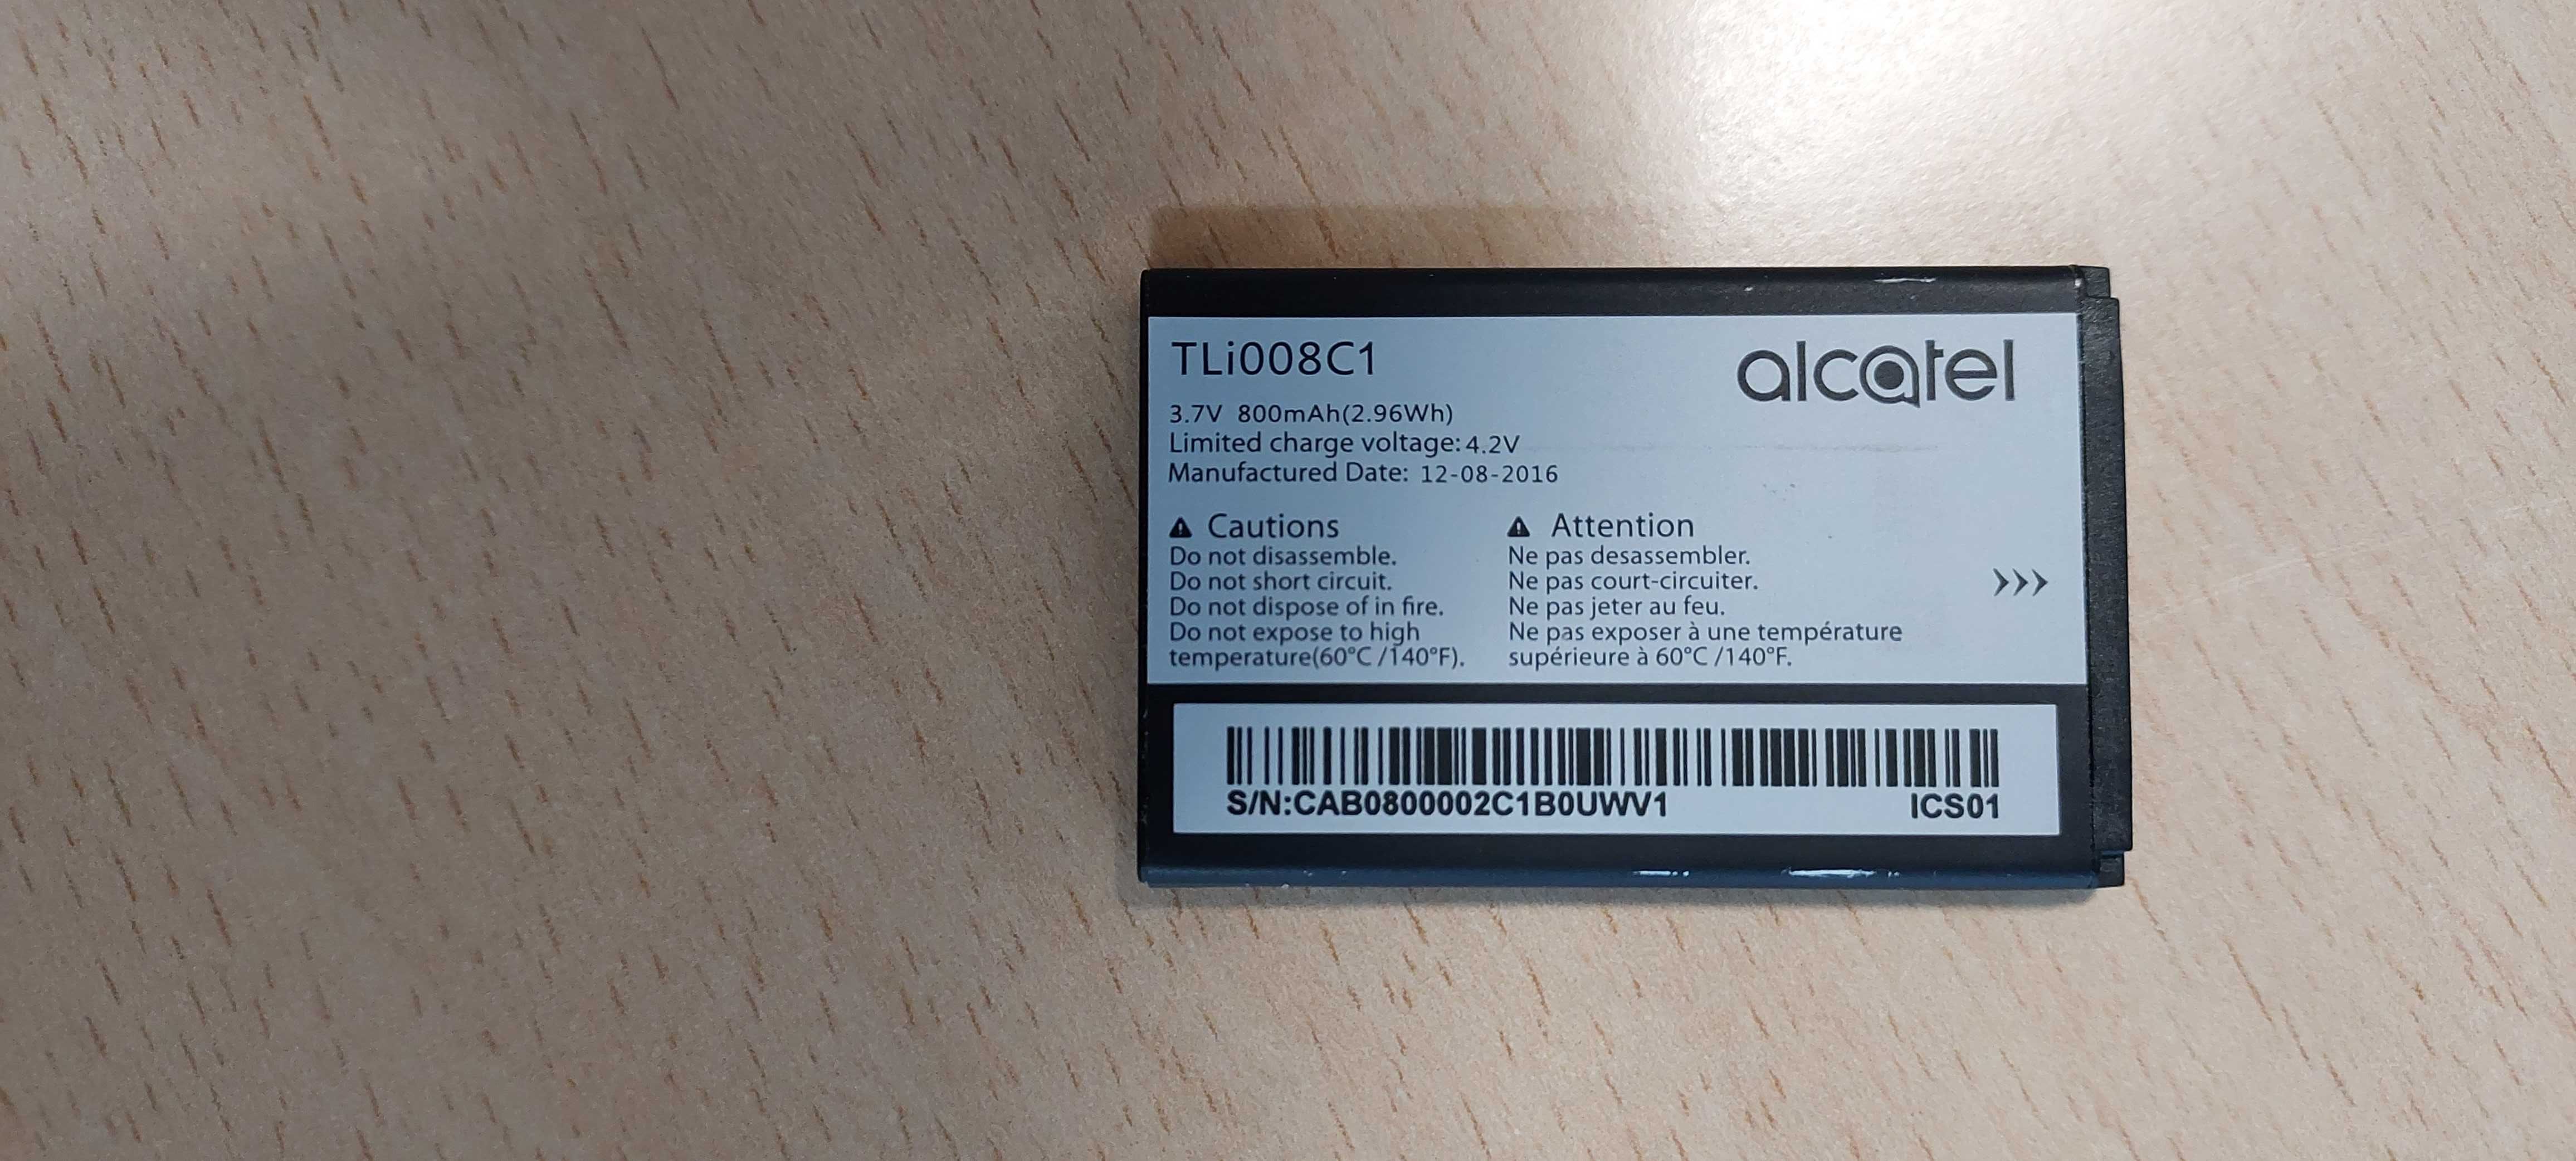 TLi008C1
alcatel
3.7V 800mAh(2.96Wh)
Limited charge voltage: 4.2V
Manufactured Date: 12-08-2016
Cautions
Do not disassemble.
Do not short circuit.
Do not dispose of in fire.
Do not expose to high
temperature(60°C /140°F).
Attention
Ne pas desassembler.
Ne pas court-circuiter.
Ne pas jeter au feu.
Ne pas exposer à une température
supérieure à 60°C /140°F.
S/N:CAB0800002C1B0UWV1
ICS01